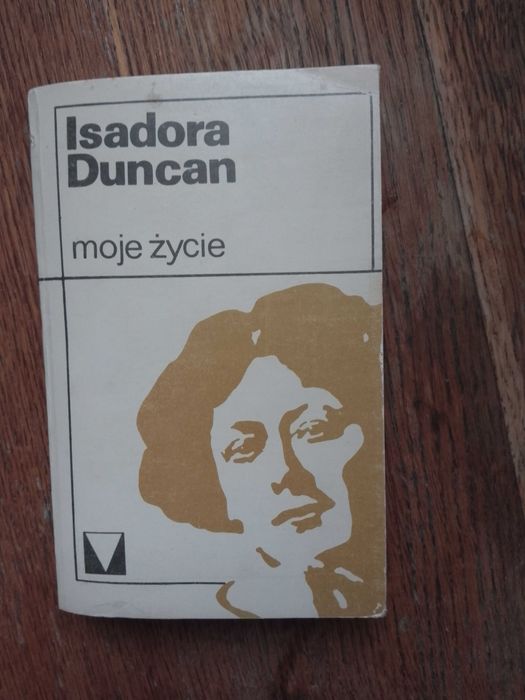 Isadora
Duncan
moje życie